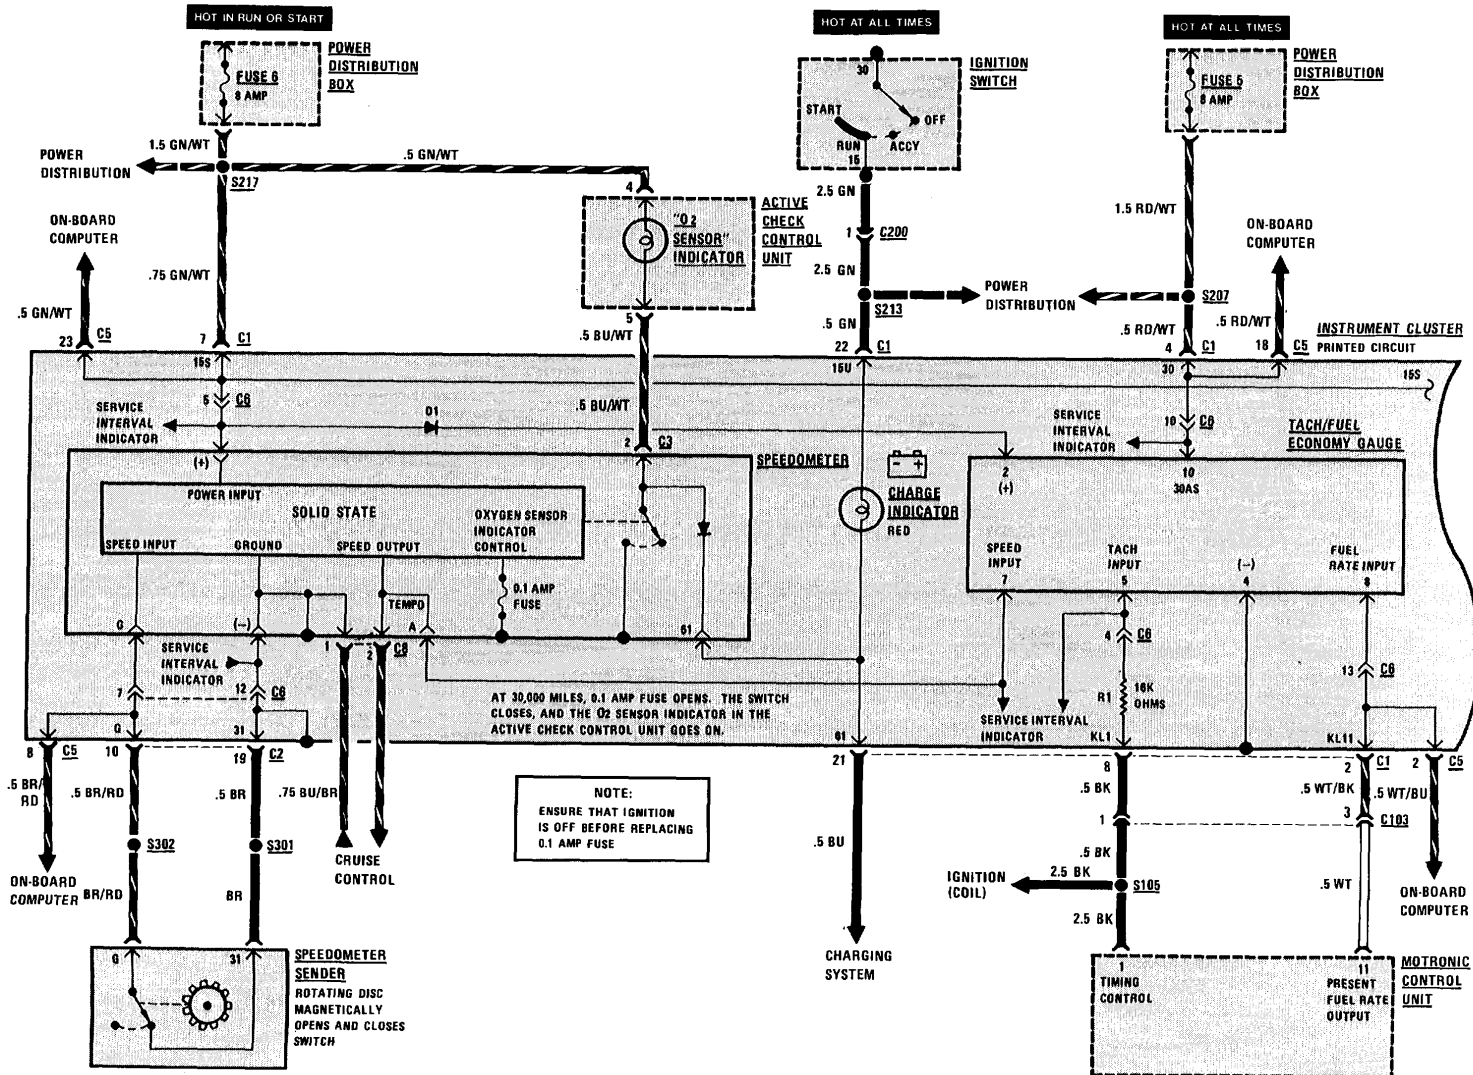 HOT IN RUN OR START
HOT AT ALL TIMES
HOT AT ALL TIMES
FUSE 6
8 AMP
POWER
DISTRIBUTION
BOX
30
START
OFF
RUN
ACCY
15
IGNITION
SWITCH
FUSE 5
8 AMP
POWER
DISTRIBUTION
BOX
POWER
DISTRIBUTION
1.5 GN/WT
.5 GN/WT
S217
4
"O2
SENSOR"
INDICATOR
ACTIVE
CHECK
CONTROL
UNIT
5
2.5 GN
1
C200
2.5 GN
S213
.5 GN
POWER
DISTRIBUTION
1.5 RD/WT
S207
ON-BOARD
COMPUTER
ON-BOARD
COMPUTER
.75 GN/WT
.5 GN/WT
23
C5
7
C1
15S
.5 BU/WT
.5 BU/WT
22
C1
15U
.5 RD/WT
4
C1
30
.5 RD/WT
18
C5
INSTRUMENT CLUSTER
PRINTED CIRCUIT
15S
5
C6
SERVICE
INTERVAL
INDICATOR
D1
2
C3
SERVICE
INTERVAL
INDICATOR
10
C6
TACH/FUEL
ECONOMY GAUGE
(+)
SPEEDOMETER
POWER INPUT
SOLID STATE
OXYGEN SENSOR
INDICATOR
CONTROL
SPEED INPUT
GROUND
SPEED OUTPUT
0.1 AMP
FUSE
TEMPO
G
(-)
A
61
CHARGE
INDICATOR
RED
2
(+)
10
30AS
SPEED
INPUT
7
TACH
INPUT
5
(-)
4
FUEL
RATE INPUT
8
SERVICE
INTERVAL
INDICATOR
1
2
C8
7
12
C6
G
31
AT 30,000 MILES, 0.1 AMP FUSE OPENS. THE SWITCH
CLOSES, AND THE O2 SENSOR INDICATOR IN THE
ACTIVE CHECK CONTROL UNIT GOES ON.
61
4
C6
R1
16K
OHMS
SERVICE INTERVAL
INDICATOR
KL1
13
C6
KL11
8
C5
10
19
C2
21
8
2
C1
2
C5
.5 BR/
RD
.5 BR/RD
.5 BR
.75 BU/BR
NOTE:
ENSURE THAT IGNITION
IS OFF BEFORE REPLACING
0.1 AMP FUSE
.5 BU
.5 BK
.5 WT/BK
.5 WT/BU
1
3
C103
S302
S301
CRUISE
CONTROL
.5 BK
ON-BOARD
COMPUTER
BR/RD
BR
IGNITION
(COIL)
2.5 BK
S105
2.5 BK
.5 WT
ON-BOARD
COMPUTER
CHARGING
SYSTEM
G
31
SPEEDOMETER
SENDER
ROTATING DISC
MAGNETICALLY
OPENS AND CLOSES
SWITCH
1
TIMING
CONTROL
11
PRESENT
FUEL RATE
OUTPUT
MOTRONIC
CONTROL
UNIT